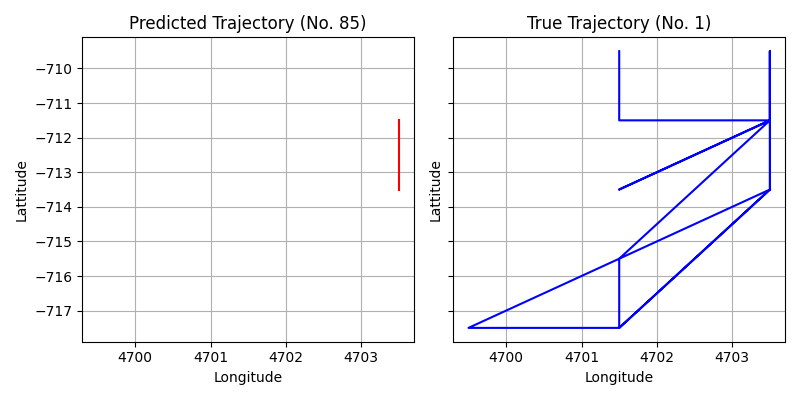 Predicted Trajectory (No. 85)
−710
−711
−712
−713
−714
−715
−716
−717
Lattitude
4700 4701 4702 4703
Longitude
True Trajectory (No. 1)
Lattitude
4700 4701 4702 4703
Longitude